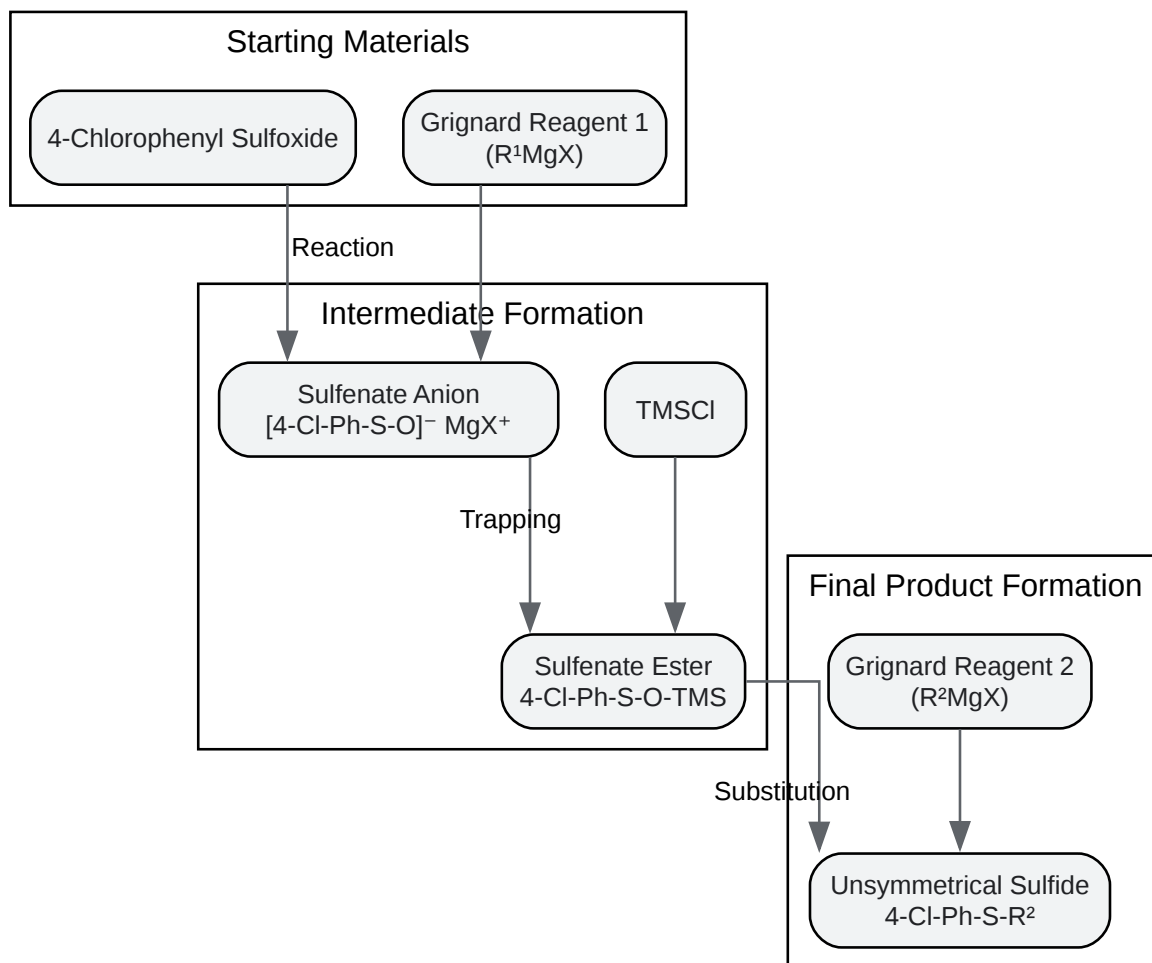 Starting Materials
4-Chlorophenyl Sulfoxide
Grignard Reagent 1
(R¹MgX)
Reaction
Intermediate Formation
Sulfenate Anion
[4-Cl-Ph-S-O]⁻ MgX⁺
TMSCl
Trapping
Sulfenate Ester
4-Cl-Ph-S-O-TMS
Final Product Formation
Grignard Reagent 2
(R²MgX)
Substitution
Unsymmetrical Sulfide
4-Cl-Ph-S-R²